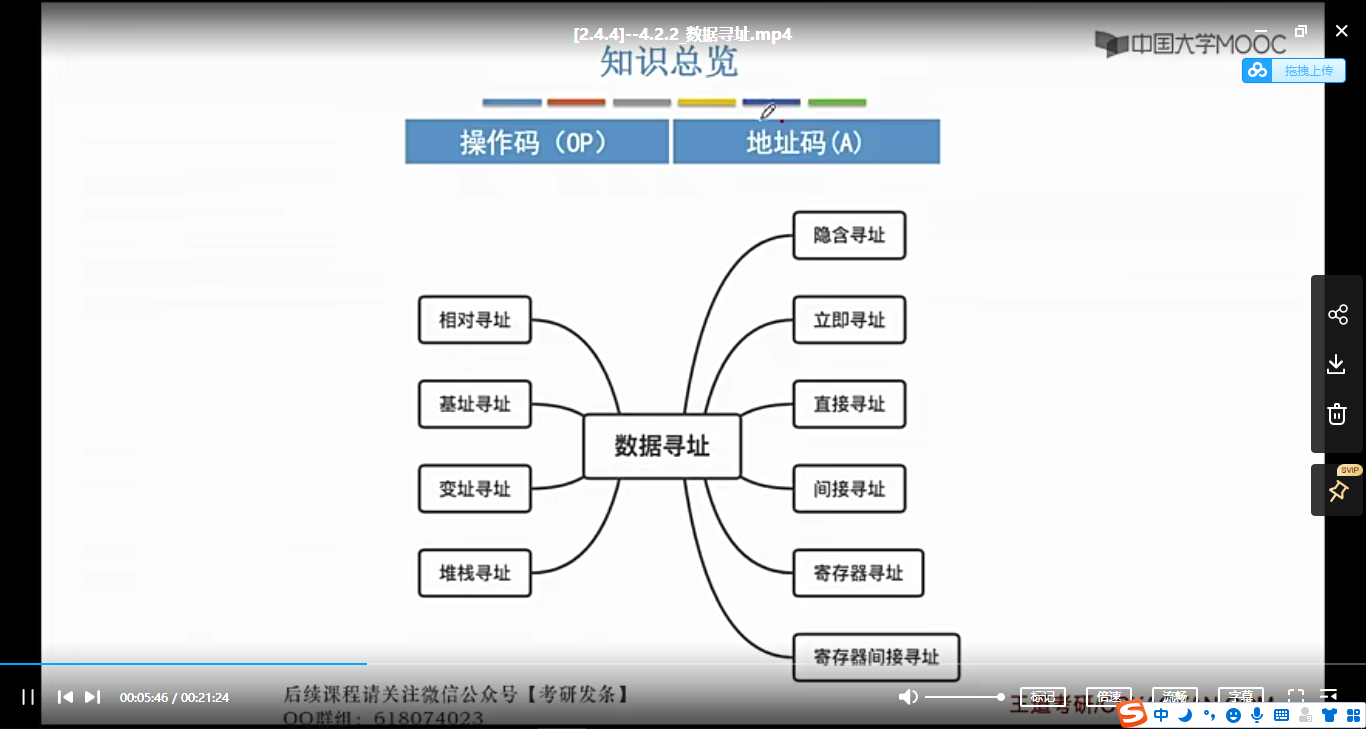 [2.4.4]--4.2.2 数据寻址.mp4
中国大学MOOC
知识总览
拖拽上传
操作码（OP） 地址码(A)
隐含寻址
相对寻址 立即寻址
基址寻址 直接寻址
数据寻址
变址寻址 间接寻址
SVIP
堆栈寻址 寄存器寻址
寄存器间接寻址
后续课程请关注微信公众号【考研发条】
00:05:46 / 00:21:24
标记 倍速 流畅 字幕
王道考研/
QQ群组：618074023
中